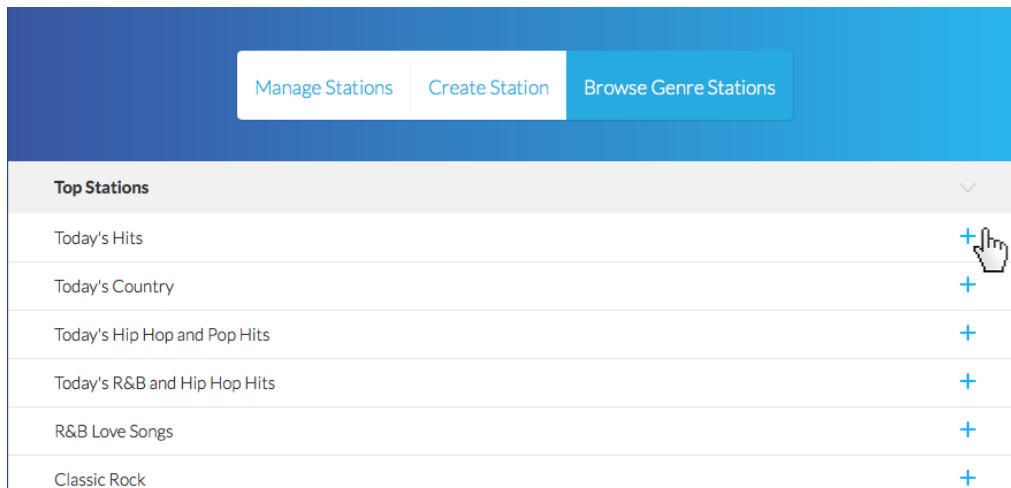 Manage Stations Create Station Browse Genre Stations
Top Stations
Today's Hits
Today's Country
Today's Hip Hop and Pop Hits
Today's R&B and Hip Hop Hits
R&B Love Songs
Classic Rock